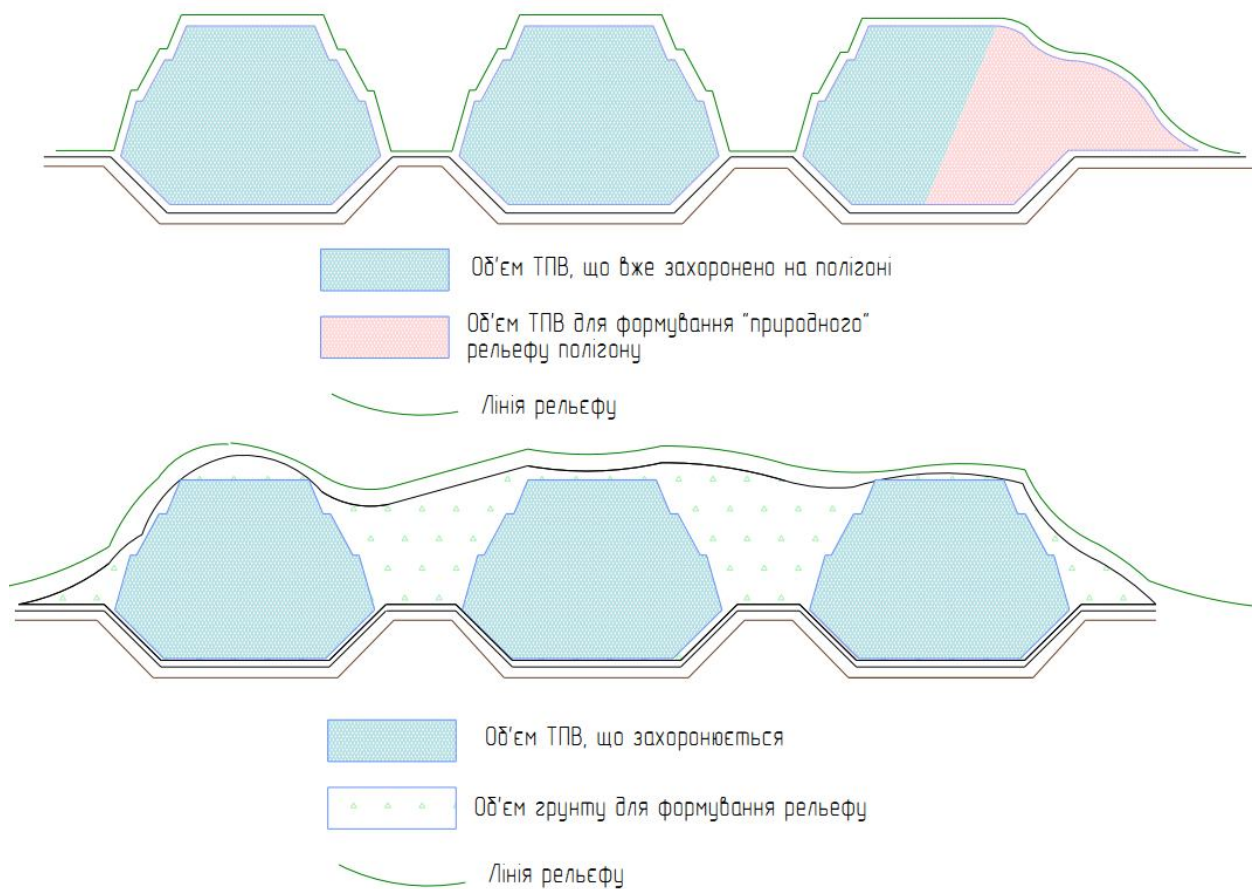 Об'єм ТПВ, що вже захоронено на полігоні
Об'єм ТПВ для формування "природного"
рельєфу полігону
Лінія рельєфу
Об'єм ТПВ, що захоронюється
Об'єм грунту для формування рельєфу
Лінія рельєфу